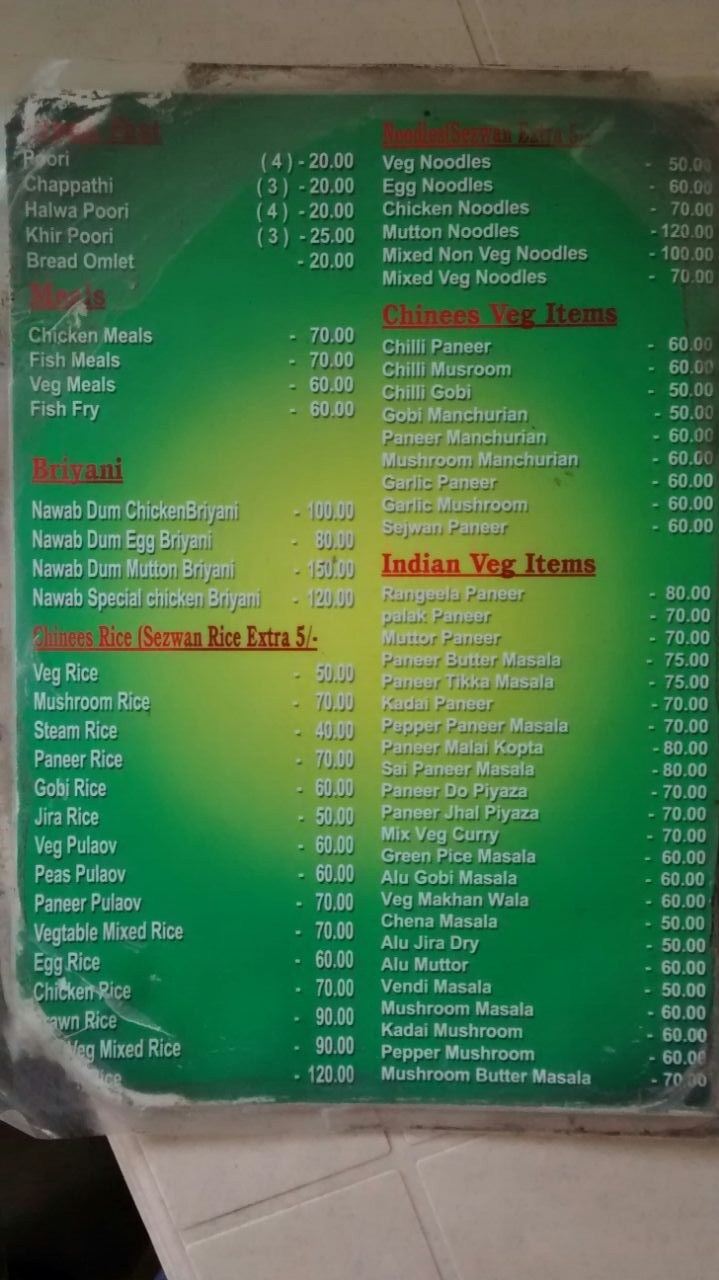 Poori (4) - 20.00
Chappathi (3) - 20.00
Halwa Poori (4) - 20.00
Khir Poori (3) - 25.00
Bread Omlet - 20.00
Meals
Chicken Meals - 70.00
Fish Meals - 70.00
Veg Meals - 60.00
Fish Fry - 60.00
Briyani
Nawab Dum ChickenBriyani - 100.00
Nawab Dum Egg Briyani - 80.00
Nawab Dum Mutton Briyani - 150.00
Nawab Special chicken Briyani - 120.00
Chinees Rice (Sezwan Rice Extra 5/-
Veg Rice - 50.00
Mushroom Rice - 70.00
Steam Rice - 40.00
Paneer Rice - 70.00
Gobi Rice - 60.00
Jira Rice - 50.00
Veg Pulaov - 60.00
Peas Pulaov - 60.00
Paneer Pulaov - 70.00
Vegtable Mixed Rice - 70.00
Egg Rice - 60.00
Chicken Rice - 70.00
Rice - 90.00
Veg Mixed Rice - 90.00
- 120.00
Noodles(Sezwan Extra 5/-
Veg Noodles - 50.00
Egg Noodles - 60.00
Chicken Noodles - 70.00
Mutton Noodles - 120.00
Mixed Non Veg Noodles - 100.00
Mixed Veg Noodles - 70.00
Chinees Veg Items
Chilli Paneer - 60.00
Chilli Musroom - 60.00
Chilli Gobi - 50.00
Gobi Manchurian - 50.00
Paneer Manchurian - 60.00
Mushroom Manchurian - 60.00
Garlic Paneer - 60.00
Garlic Mushroom - 60.00
Sejwan Paneer - 60.00
Indian Veg Items
Rangeela Paneer - 80.00
palak Paneer - 70.00
Muttor Paneer - 70.00
Paneer Butter Masala - 75.00
Paneer Tikka Masala - 75.00
Kadai Paneer - 70.00
Pepper Paneer Masala - 70.00
Paneer Malai Kopta - 80.00
Sai Paneer Masala - 80.00
Paneer Do Piyaza - 70.00
Paneer Jhal Piyaza - 70.00
Mix Veg Curry - 70.00
Green Pice Masala - 60.00
Alu Gobi Masala - 60.00
Veg Makhan Wala - 60.00
Chena Masala - 50.00
Alu Jira Dry - 50.00
Alu Muttor - 60.00
Vendi Masala - 50.00
Mushroom Masala - 60.00
Kadai Mushroom - 60.00
Pepper Mushroom - 60.00
Mushroom Butter Masala - 70.00